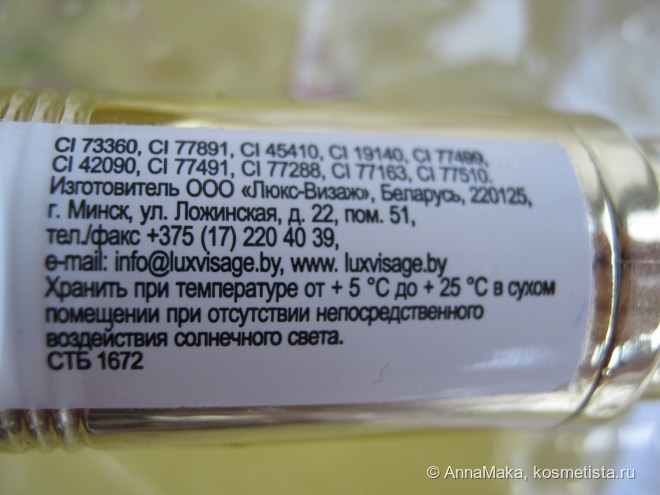 CI 73360, CI 77891, CI 45410, CI 19140, CI 77499,
CI 42090, CI 77491, CI 77288, CI 77163, CI 77510.
Изготовитель ООО «Люкс-Визаж», Беларусь, 220125,
г. Минск, ул. Ложинская, д. 22, пом. 51,
тел./факс +375 (17) 220 40 39,
e-mail: info@luxvisage.by, www. luxvisage.by
Хранить при температуре от + 5 °C до + 25 °C в сухом
помещении при отсутствии непосредственного
воздействия солнечного света.
СТБ 1672
© AnnaMaka, kosmetista.ru